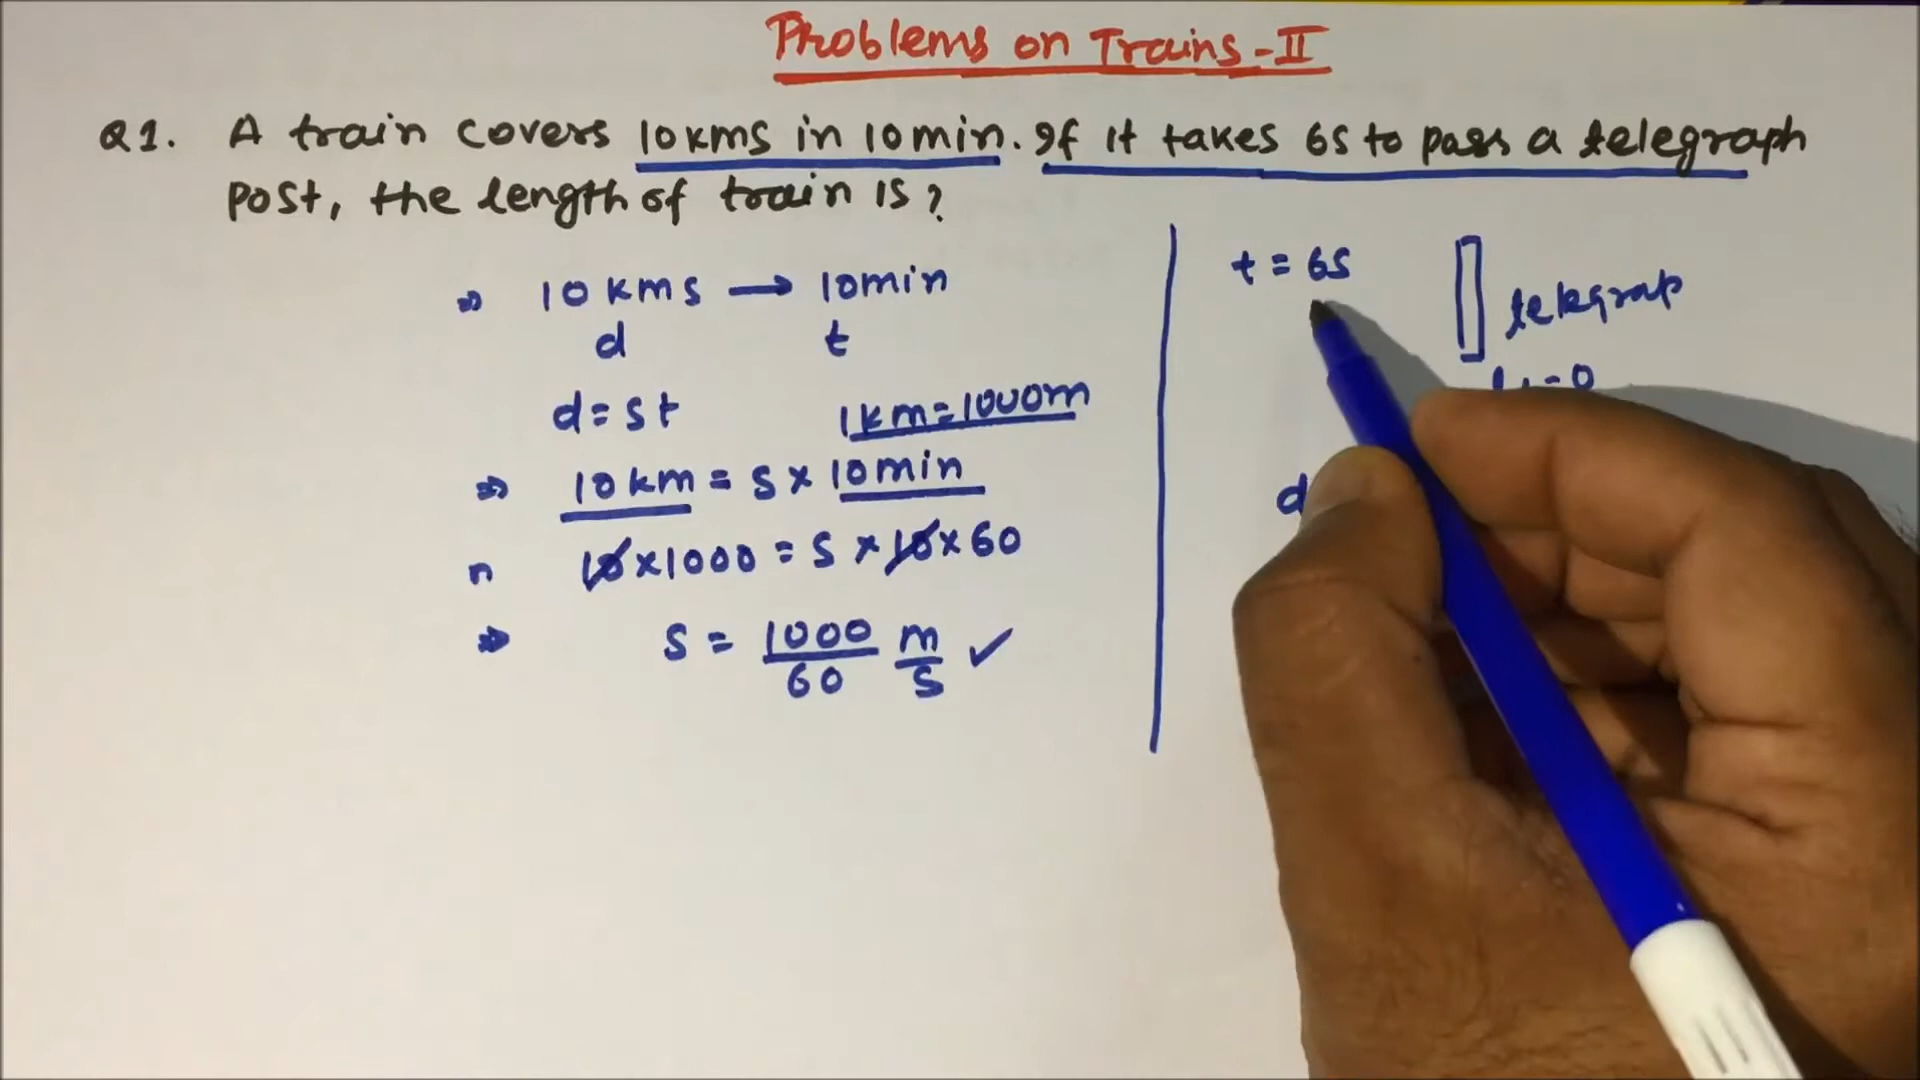 Problems on Trains-II
Q1. A train covers 10kms in 10min. If it takes 6s to pass a telegraph
post, the length of train is?
⇒ 10 kms → 10min
d t
d = st 1km=1000m
⇒ 10km = s × 10min
10×1000 = s × 10×60
⇒ s = 1000/60 m/s ✓
t = 6s
telegrap
d